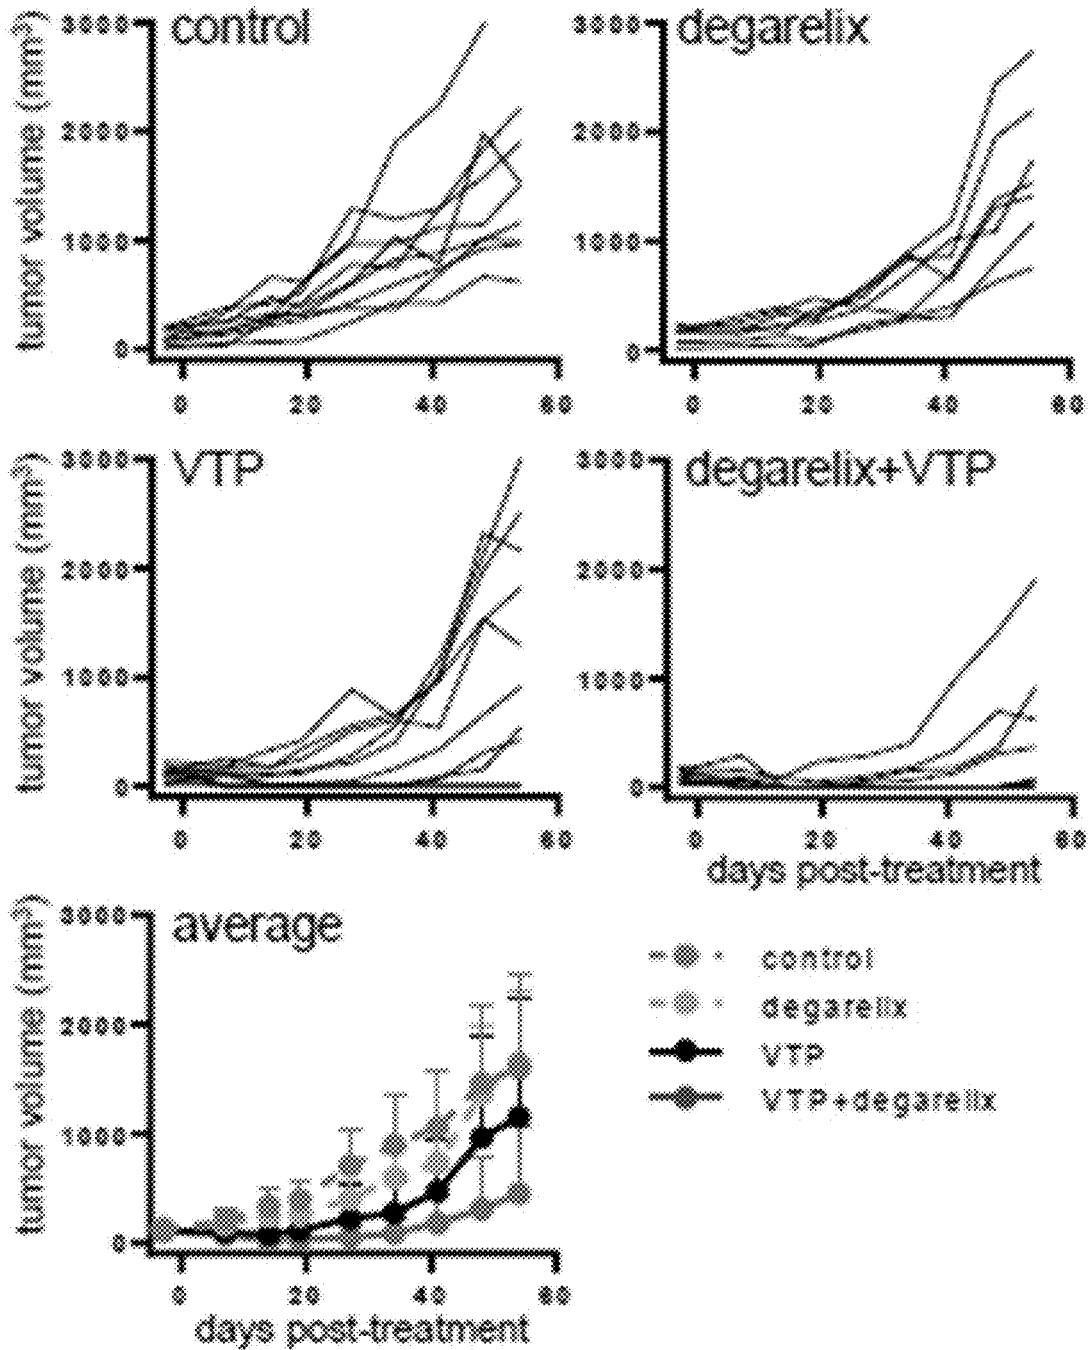 control
tumor volume (mm³)
3000
2000
1000
0
0 20 40 60
degarelix
3000
2000
1000
0
0 20 40 60
VTP
tumor volume (mm³)
3000
2000
1000
0
0 20 40 60
degarelix+VTP
3000
2000
1000
0
0 20 40 60
days post-treatment
average
tumor volume (mm³)
3000
2000
1000
0
0 20 40 60
days post-treatment
control
degarelix
VTP
VTP+degarelix